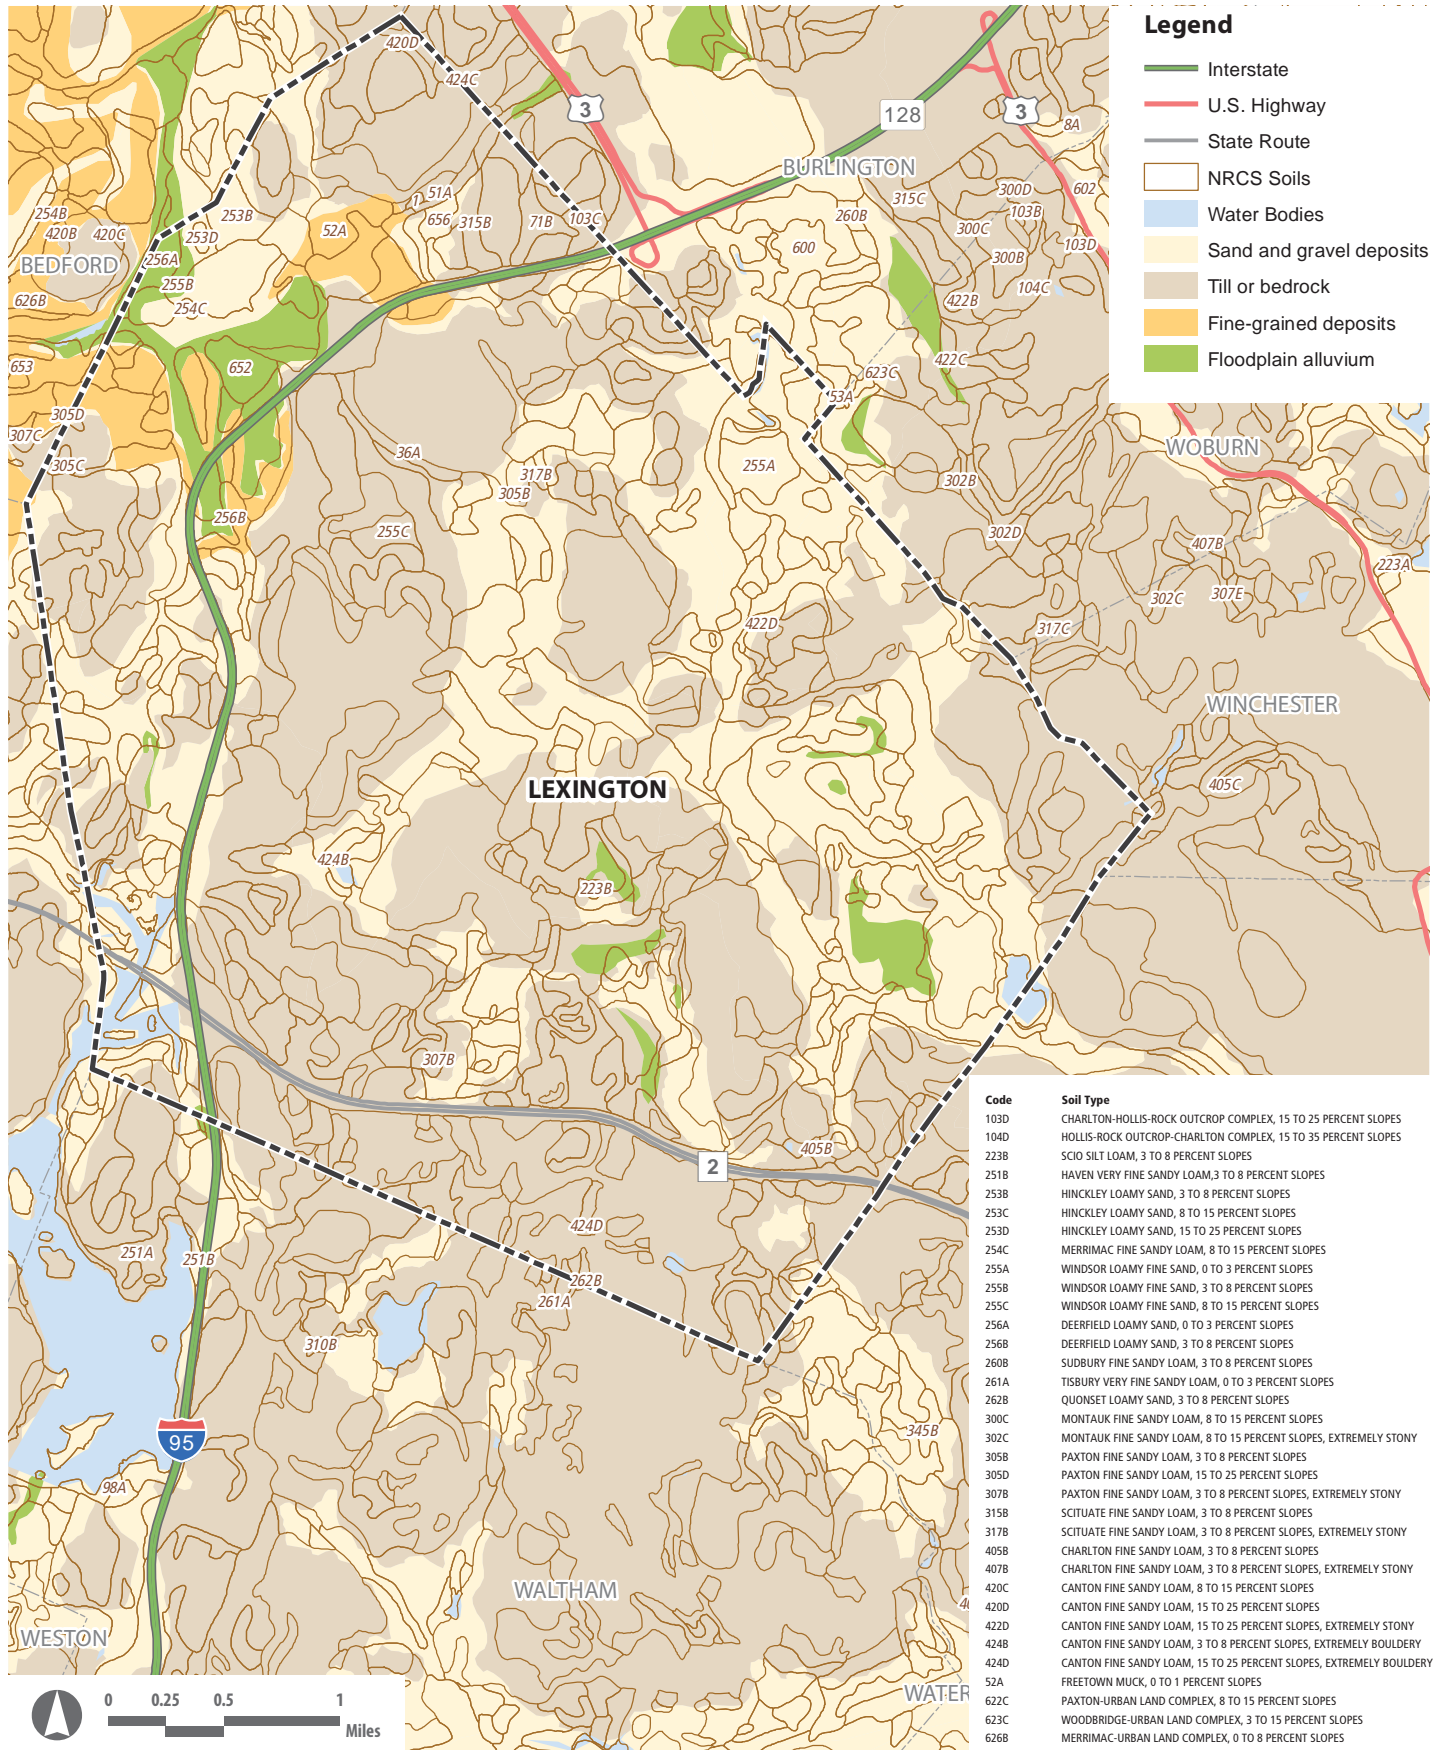 Legend
Interstate
U.S. Highway
State Route
NRCS Soils
Water Bodies
Sand and gravel deposits
Till or bedrock
Fine-grained deposits
Floodplain alluvium
420D
424C
3
128
3
8A
BURLINGTON
254B
420B
420C
BEDFORD
626B
253B
253D
256A
255B
254C
52A
1
51A
656
315B
71B
103C
260B
315C
600
300D
602
103B
300C
103D
300B
104C
422B
422C
623C
53A
653
652
305D
307C
305C
36A
317B
305B
255A
256B
255C
302B
WOBURN
302D
407B
223A
302C
307E
317C
422D
WINCHESTER
405C
LEXINGTON
424B
223B
307B
405B
2
424D
251A
251B
262B
261A
310B
345B
95
98A
WALTHAM
WESTON
WATER
0 0.25 0.5 1
Miles
Code Soil Type
103D CHARLTON-HOLLIS-ROCK OUTCROP COMPLEX, 15 TO 25 PERCENT SLOPES
104D HOLLIS-ROCK OUTCROP-CHARLTON COMPLEX, 15 TO 35 PERCENT SLOPES
223B SCIO SILT LOAM, 3 TO 8 PERCENT SLOPES
251B HAVEN VERY FINE SANDY LOAM,3 TO 8 PERCENT SLOPES
253B HINCKLEY LOAMY SAND, 3 TO 8 PERCENT SLOPES
253C HINCKLEY LOAMY SAND, 8 TO 15 PERCENT SLOPES
253D HINCKLEY LOAMY SAND, 15 TO 25 PERCENT SLOPES
254C MERRIMAC FINE SANDY LOAM, 8 TO 15 PERCENT SLOPES
255A WINDSOR LOAMY FINE SAND, 0 TO 3 PERCENT SLOPES
255B WINDSOR LOAMY FINE SAND, 3 TO 8 PERCENT SLOPES
255C WINDSOR LOAMY FINE SAND, 8 TO 15 PERCENT SLOPES
256A DEERFIELD LOAMY SAND, 0 TO 3 PERCENT SLOPES
256B DEERFIELD LOAMY SAND, 3 TO 8 PERCENT SLOPES
260B SUDBURY FINE SANDY LOAM, 3 TO 8 PERCENT SLOPES
261A TISBURY VERY FINE SANDY LOAM, 0 TO 3 PERCENT SLOPES
262B QUONSET LOAMY SAND, 3 TO 8 PERCENT SLOPES
300C MONTAUK FINE SANDY LOAM, 8 TO 15 PERCENT SLOPES
302C MONTAUK FINE SANDY LOAM, 8 TO 15 PERCENT SLOPES, EXTREMELY STONY
305B PAXTON FINE SANDY LOAM, 3 TO 8 PERCENT SLOPES
305D PAXTON FINE SANDY LOAM, 15 TO 25 PERCENT SLOPES
307B PAXTON FINE SANDY LOAM, 3 TO 8 PERCENT SLOPES, EXTREMELY STONY
315B SCITUATE FINE SANDY LOAM, 3 TO 8 PERCENT SLOPES
317B SCITUATE FINE SANDY LOAM, 3 TO 8 PERCENT SLOPES, EXTREMELY STONY
405B CHARLTON FINE SANDY LOAM, 3 TO 8 PERCENT SLOPES
407B CHARLTON FINE SANDY LOAM, 3 TO 8 PERCENT SLOPES, EXTREMELY STONY
420C CANTON FINE SANDY LOAM, 8 TO 15 PERCENT SLOPES
420D CANTON FINE SANDY LOAM, 15 TO 25 PERCENT SLOPES
422D CANTON FINE SANDY LOAM, 15 TO 25 PERCENT SLOPES, EXTREMELY STONY
424B CANTON FINE SANDY LOAM, 3 TO 8 PERCENT SLOPES, EXTREMELY BOULDERY
424D CANTON FINE SANDY LOAM, 15 TO 25 PERCENT SLOPES, EXTREMELY BOULDERY
52A FREETOWN MUCK, 0 TO 1 PERCENT SLOPES
622C PAXTON-URBAN LAND COMPLEX, 8 TO 15 PERCENT SLOPES
623C WOODBRIDGE-URBAN LAND COMPLEX, 3 TO 15 PERCENT SLOPES
626B MERRIMAC-URBAN LAND COMPLEX, 0 TO 8 PERCENT SLOPES